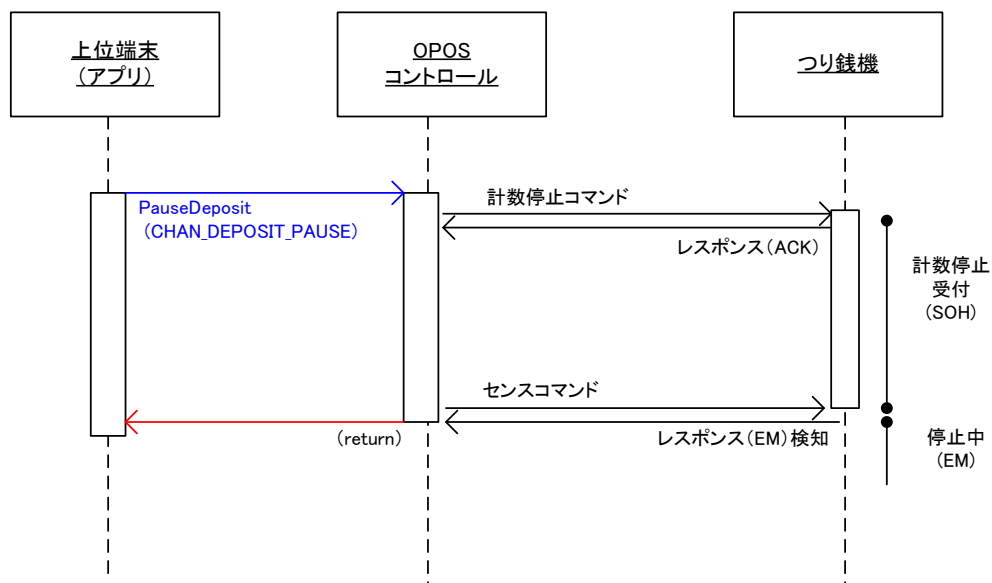 上位端末
（アプリ）
OPOS
コントロール
つり銭機
PauseDeposit
（CHAN_DEPOSIT_PAUSE）
計数停止コマンド
レスポンス（ACK）
計数停止
受付
（SOH）
センスコマンド
（return）
レスポンス（EM）検知
停止中
（EM）